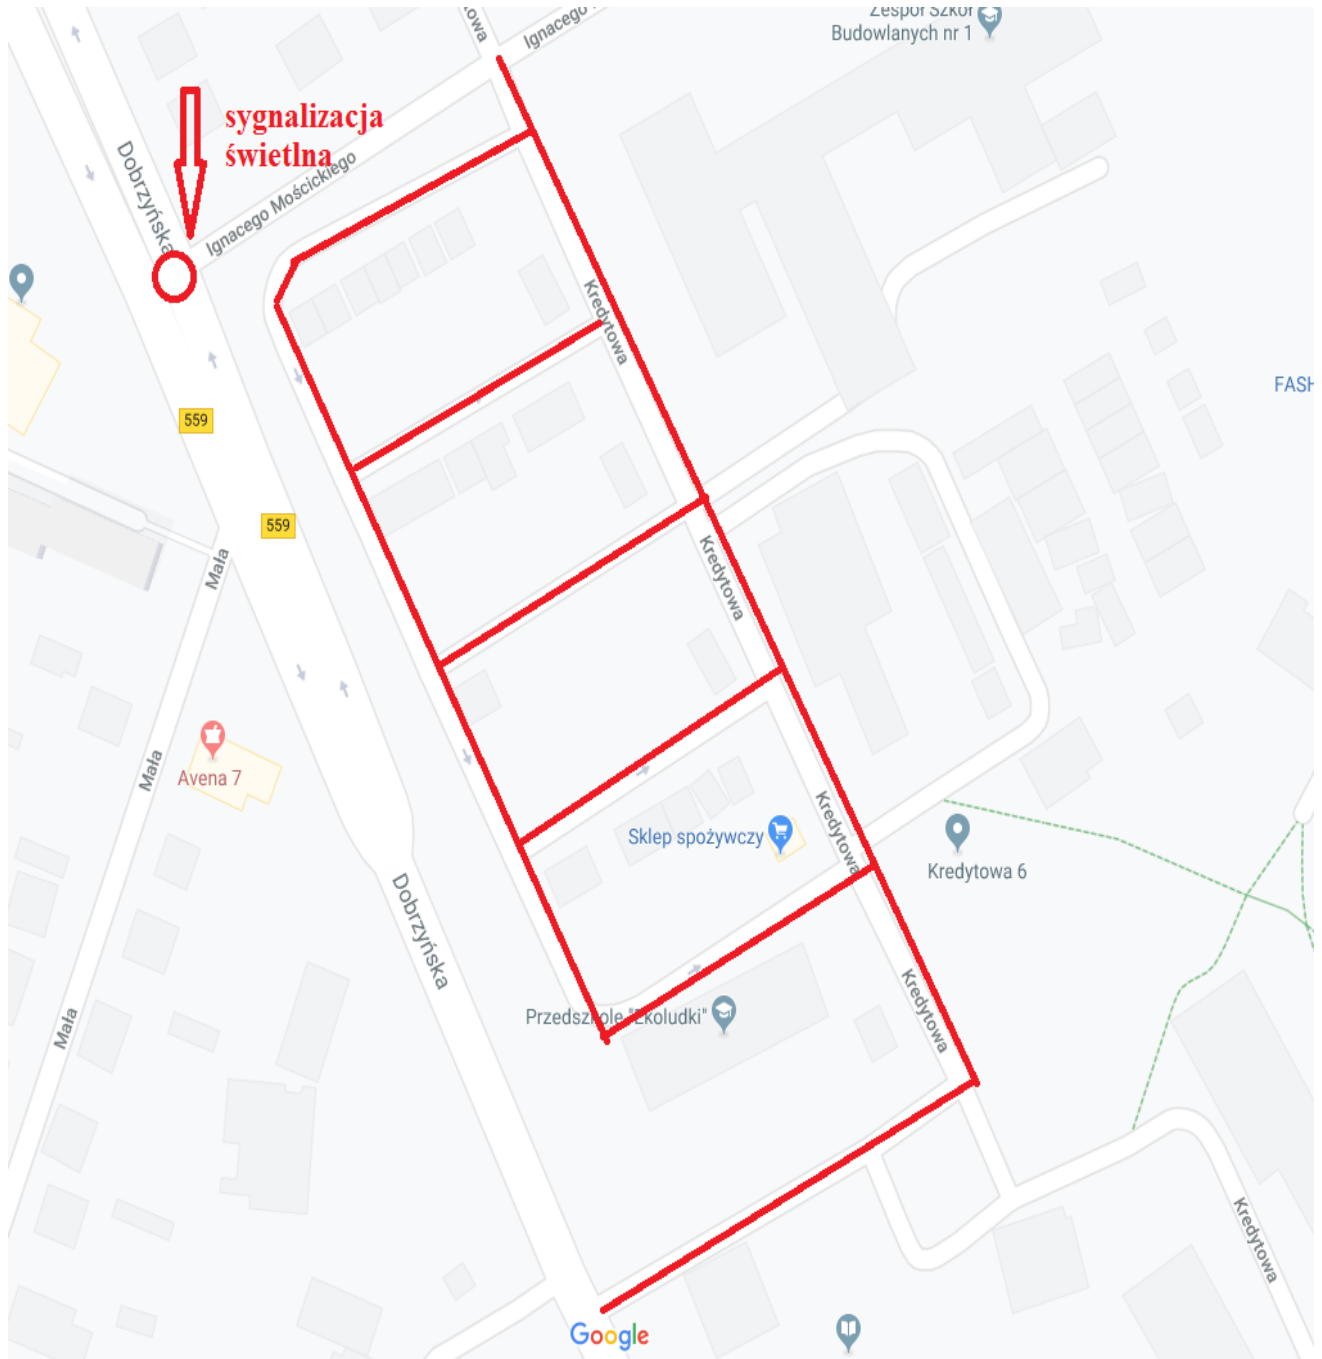 owa
Ignacego
Zespół Szkół
Budowlanych nr 1
sygnalizacja
świetlna
Dobrzyńska
Ignacego Mościckiego
Kredytowa
FASH
559
559
Mała
Kredytowa
Mała
Avena 7
Sklep spożywczy
Kredytowa
Kredytowa 6
Dobrzyńska
Kredytowa
Przedszkole "Ekoludki"
Mała
Kredytowa
Google